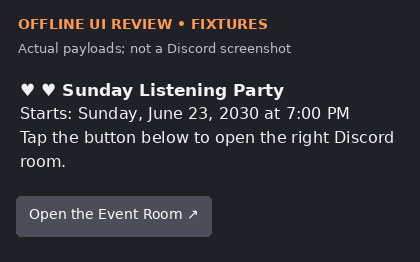 OFFLINE UI REVIEW • FIXTURES
Actual payloads; not a Discord screenshot
♥ ♥ Sunday Listening Party
Starts: Sunday, June 23, 2030 at 7:00 PM
Tap the button below to open the right Discord
room.
Open the Event Room ↗